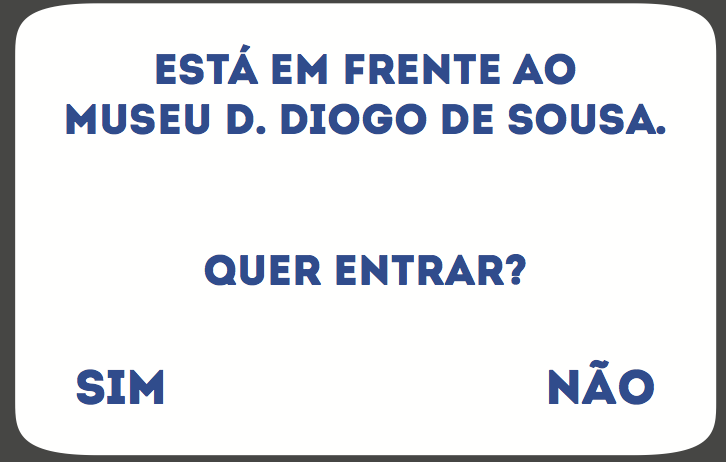 ESTÁ EM FRENTE AO
MUSEU D. DIOGO DE SOUSA.
QUER ENTRAR?
SIM NÃO